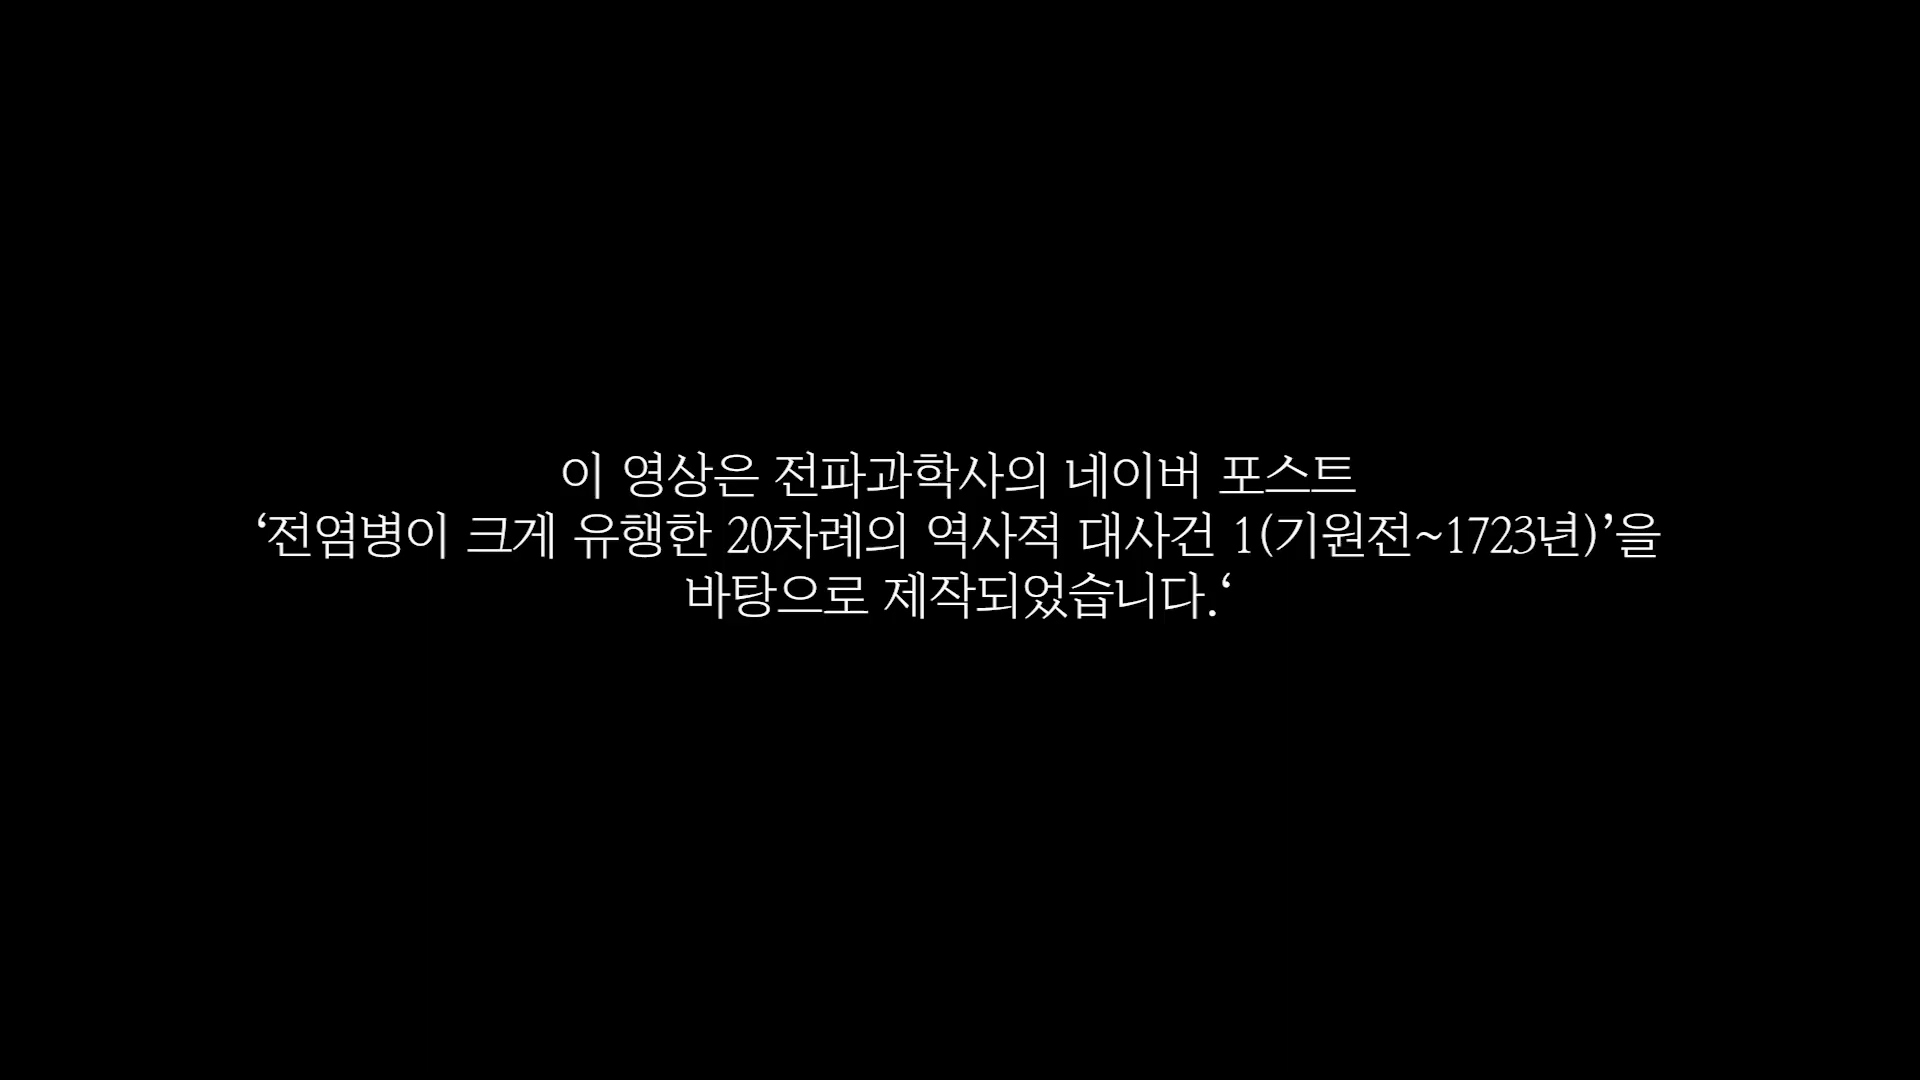 이 영상은 전파과학사의 네이버 포스트
‘전염병이 크게 유행한 20차례의 역사적 대사건 1(기원전~1723년)’을
바탕으로 제작되었습니다.‘